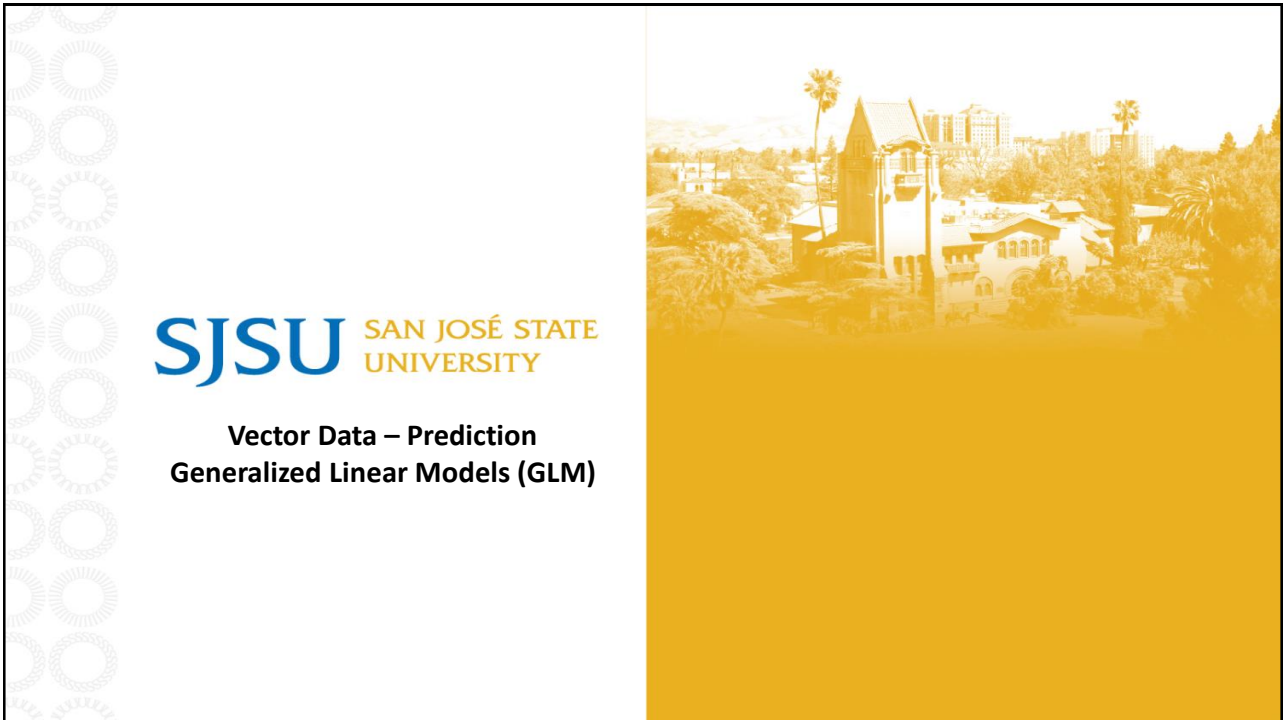 SJSU SAN JOSÉ STATE
UNIVERSITY
Vector Data – Prediction
Generalized Linear Models (GLM)